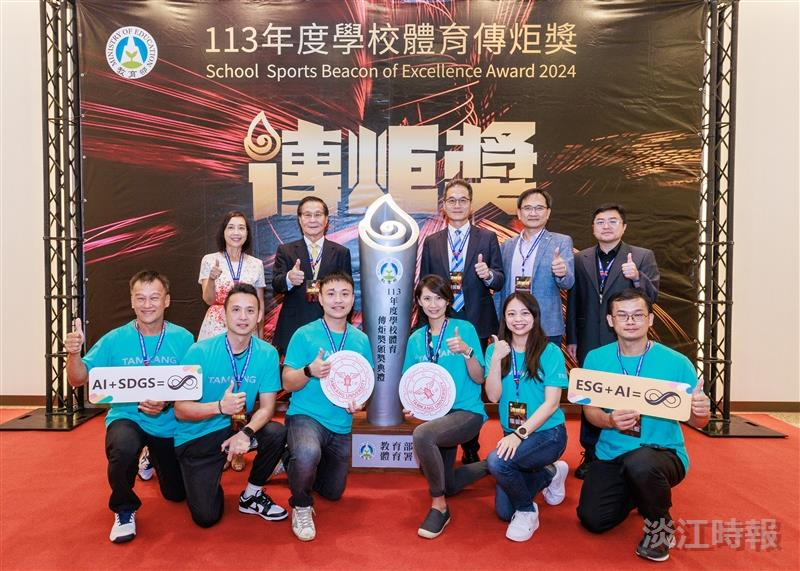 MINISTRY OF EDUCATION
教育部
113年度學校體育傳炬獎
School Sports Beacon of Excellence Award 2024
傳炬獎
113年度學校體育
傳炬獎頒獎典禮
TAMKANG
TAMKANG
AI+SDGS=∞
ESG+AI=∞
教育部
體育署
淡江時報